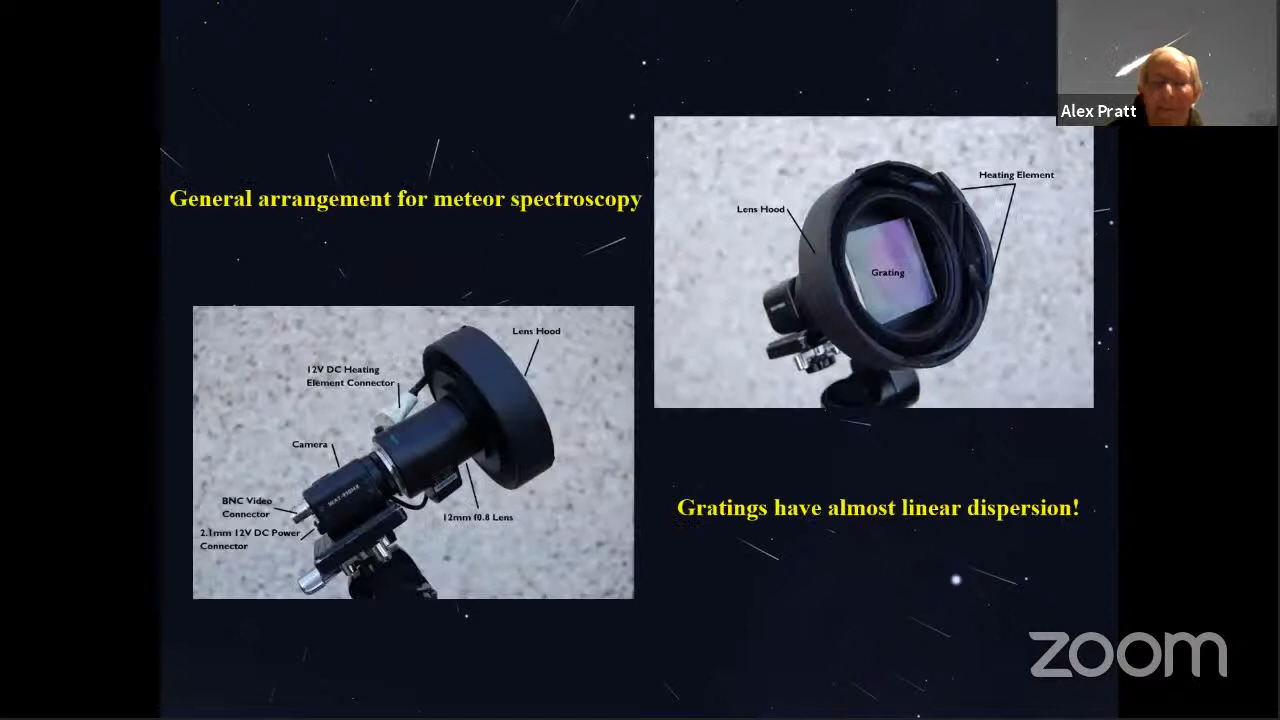 Alex Pratt
General arrangement for meteor spectroscopy
Heating Element
Lens Hood
Grating
Lens Hood
12V DC Heating
Element Connector
Camera
BNC Video
Connector
2.1mm 12V DC Power
Connector
12mm f0.8 Lens
Gratings have almost linear dispersion!
zoom